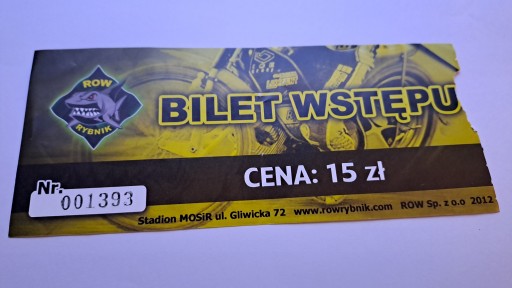 ROW
RYBNIK
BILET WSTĘPU
CENA: 15 zł
Nr.
001393
Stadion MOSiR ul. Gliwicka 72 www.rowrybnik.com ROW Sp. z o.o 2012